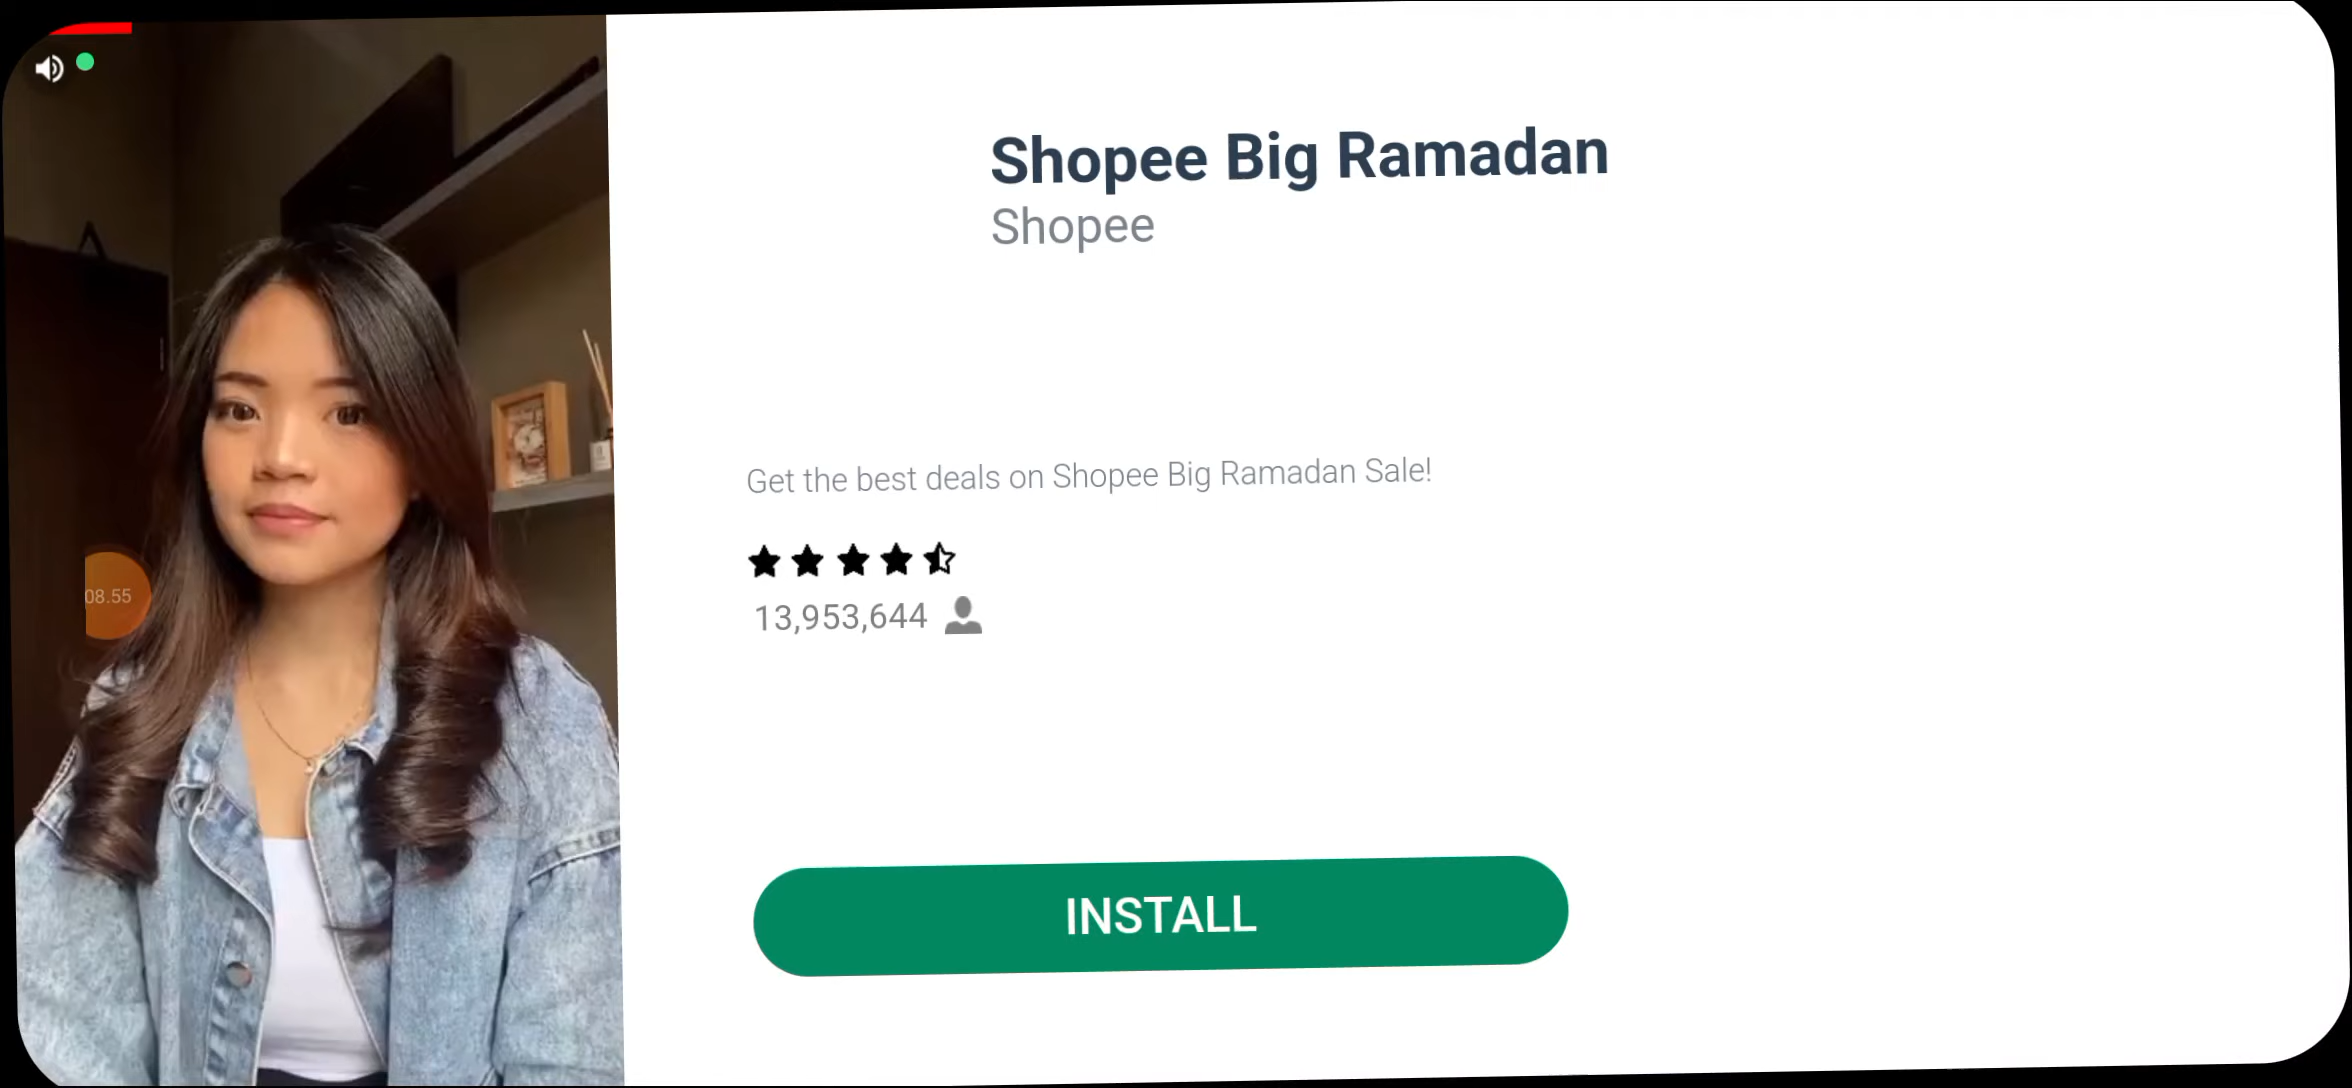 Shopee Big Ramadan
Shopee
Get the best deals on Shopee Big Ramadan Sale!
13,953,644
08.55
INSTALL